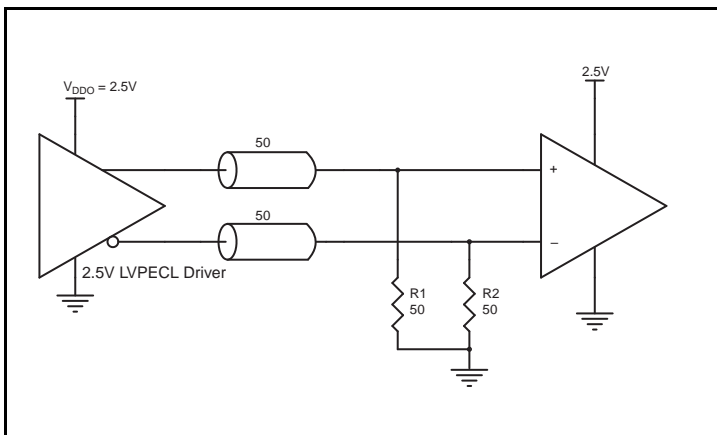 V_DDO = 2.5V
2.5V
50
+
50
–
2.5V LVPECL Driver
R1
50
R2
50